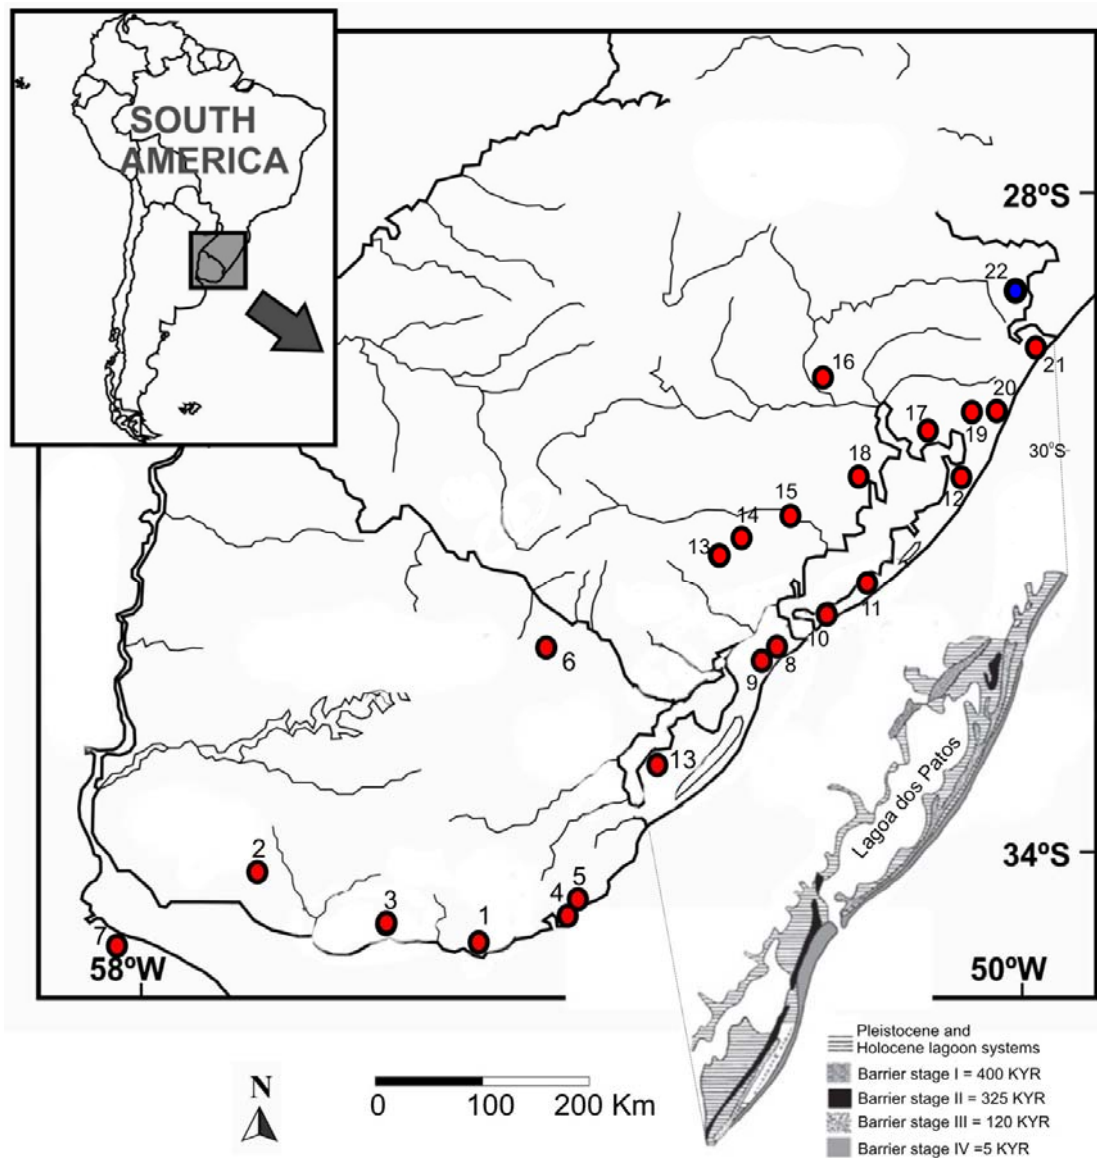 SOUTH
AMERICA
28ºS
22
16
21
20
17
19
30ºS
18
12
15
14
13
11
10
6
8
9
13
Lagoa dos Patos
2
5
34ºS
4
3
1
7
58ºW
50ºW
Pleistocene and
Holocene lagoon systems
N
Barrier stage I = 400 KYR
Barrier stage II = 325 KYR
0 100 200 Km
Barrier stage III = 120 KYR
Barrier stage IV =5 KYR